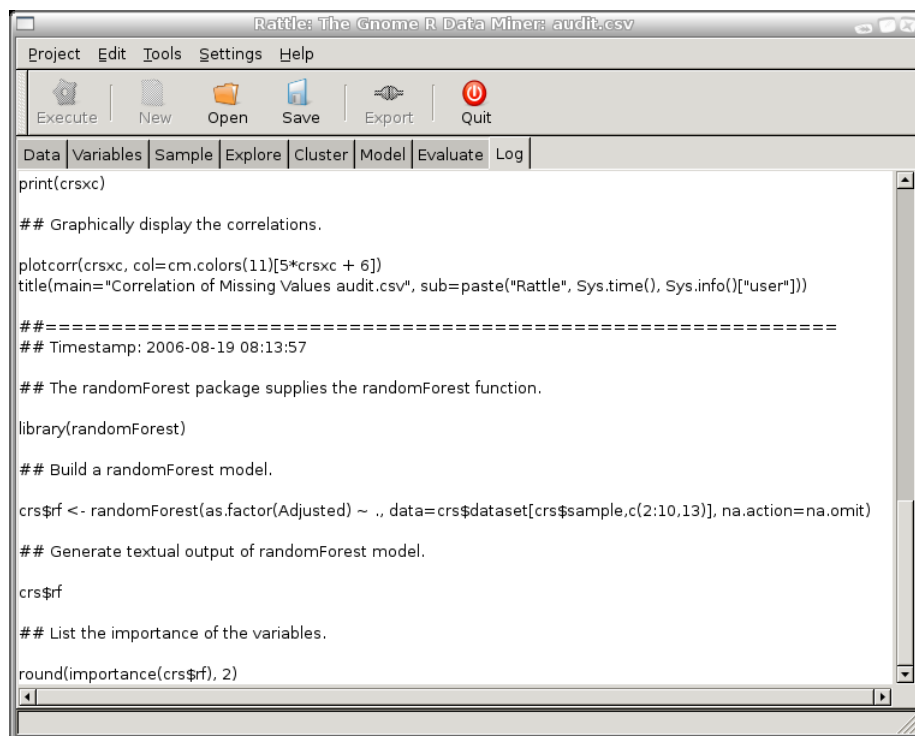 Rattle: The Gnome R Data Miner: audit.csv
Project Edit Tools Settings Help
Execute New Open Save Export Quit
Data Variables Sample Explore Cluster Model Evaluate Log
print(crsxc)
## Graphically display the correlations.
plotcorr(crsxc, col=cm.colors(11)[5*crsxc + 6])
title(main="Correlation of Missing Values audit.csv", sub=paste("Rattle", Sys.time(), Sys.info()["user"]))
##============================================================
## Timestamp: 2006-08-19 08:13:57
## The randomForest package supplies the randomForest function.
library(randomForest)
## Build a randomForest model.
crs$rf <- randomForest(as.factor(Adjusted) ~ ., data=crs$dataset[crs$sample,c(2:10,13)], na.action=na.omit)
## Generate textual output of randomForest model.
crs$rf
## List the importance of the variables.
round(importance(crs$rf), 2)